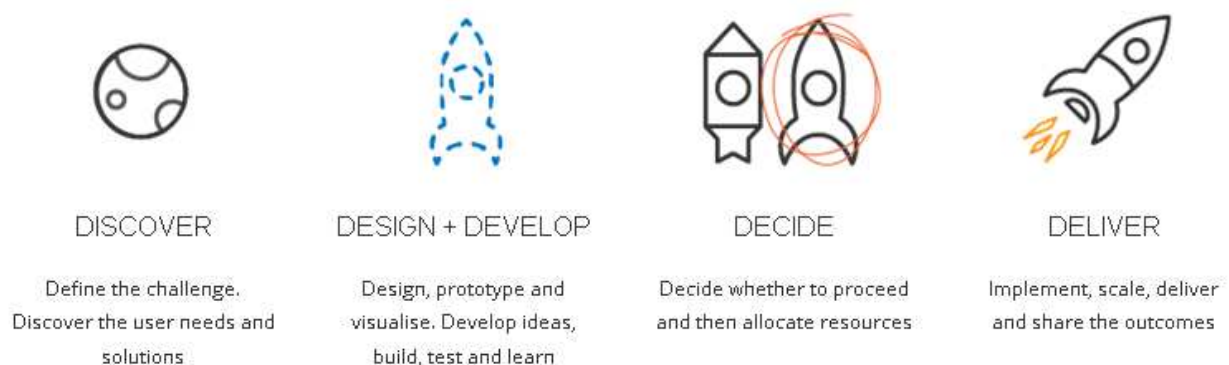 DISCOVER
Define the challenge.
Discover the user needs and
solutions
DESIGN + DEVELOP
Design, prototype and
visualise. Develop ideas,
build, test and learn
DECIDE
Decide whether to proceed
and then allocate resources
DELIVER
Implement, scale, deliver
and share the outcomes